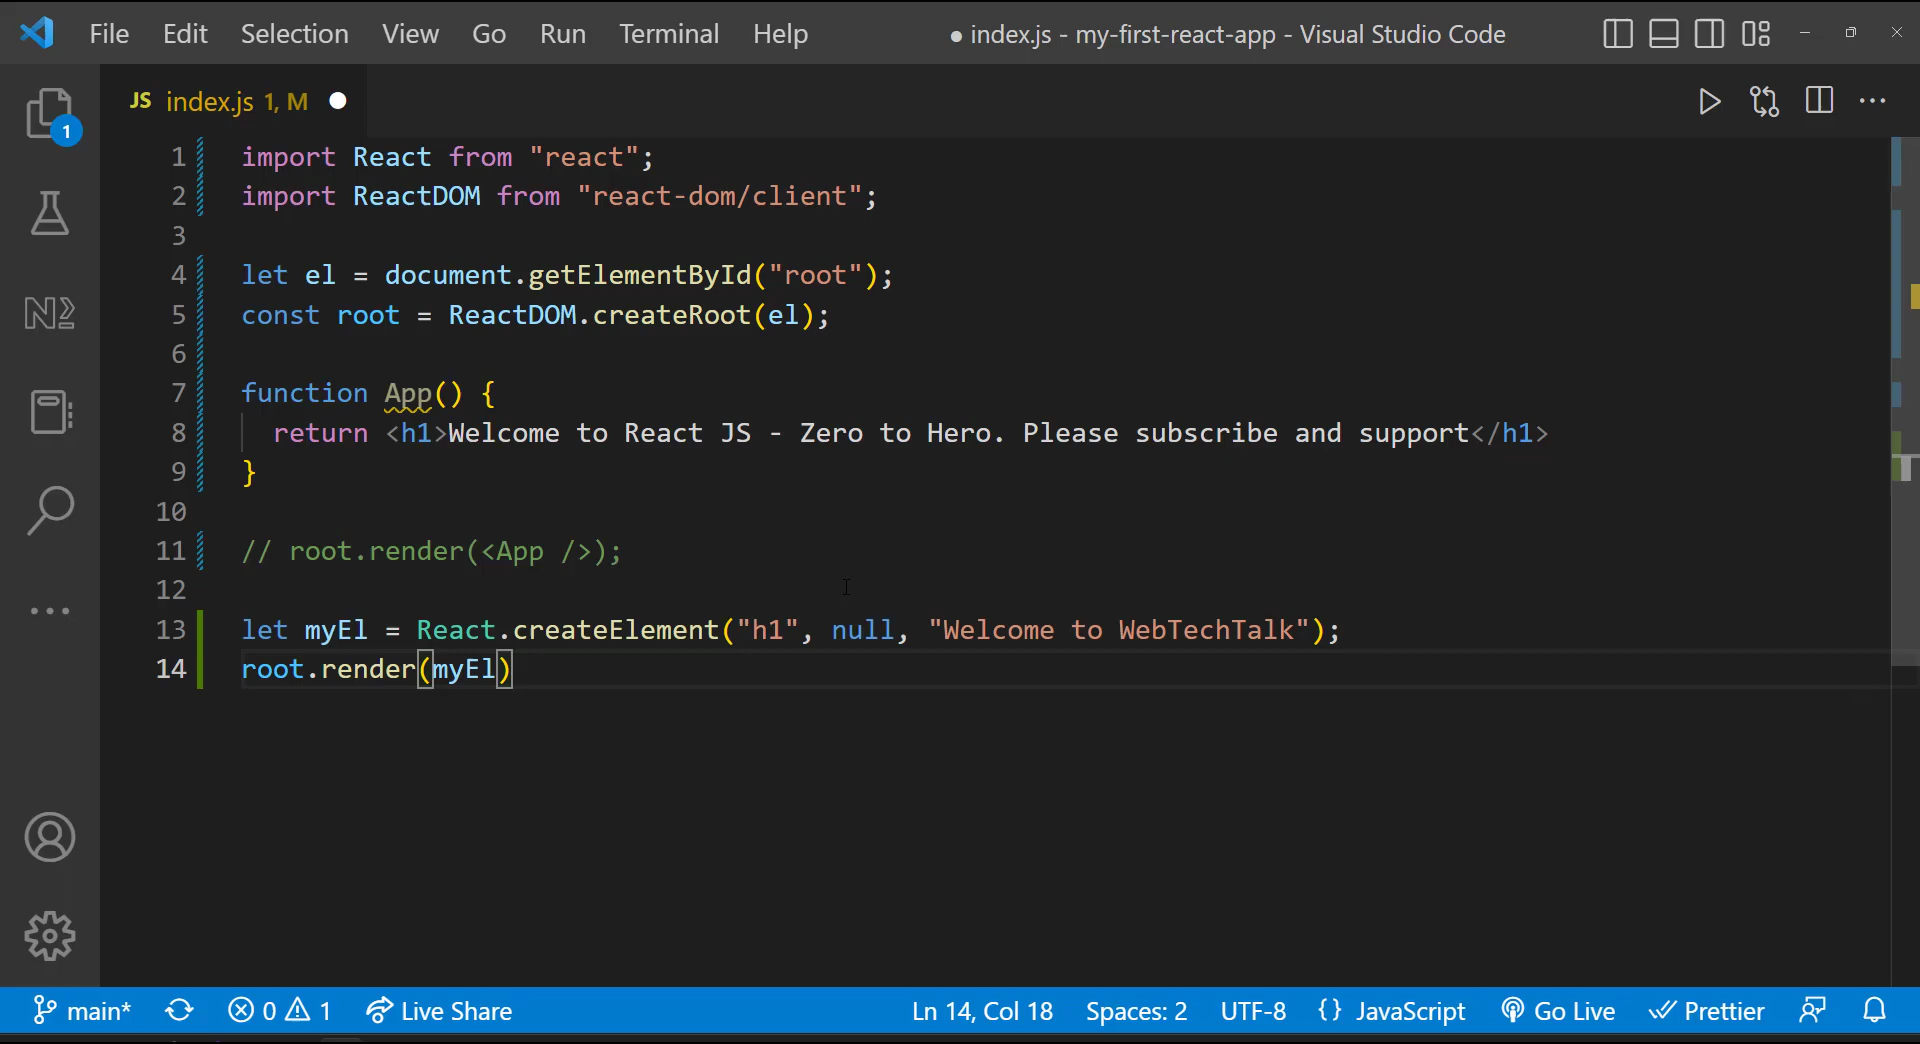 File Edit Selection View Go Run Terminal Help ● index.js - my-first-react-app - Visual Studio Code
JS index.js 1, M
1 import React from "react";
2 import ReactDOM from "react-dom/client";
3
4 let el = document.getElementById("root");
5 const root = ReactDOM.createRoot(el);
6
7 function App() {
8 return <h1>Welcome to React JS - Zero to Hero. Please subscribe and support</h1>
9 }
10
11 // root.render(<App />);
12
13 let myEl = React.createElement("h1", null, "Welcome to WebTechTalk");
14 root.render(myEl)
1
main* 0 1 Live Share Ln 14, Col 18 Spaces: 2 UTF-8 {} JavaScript Go Live Prettier